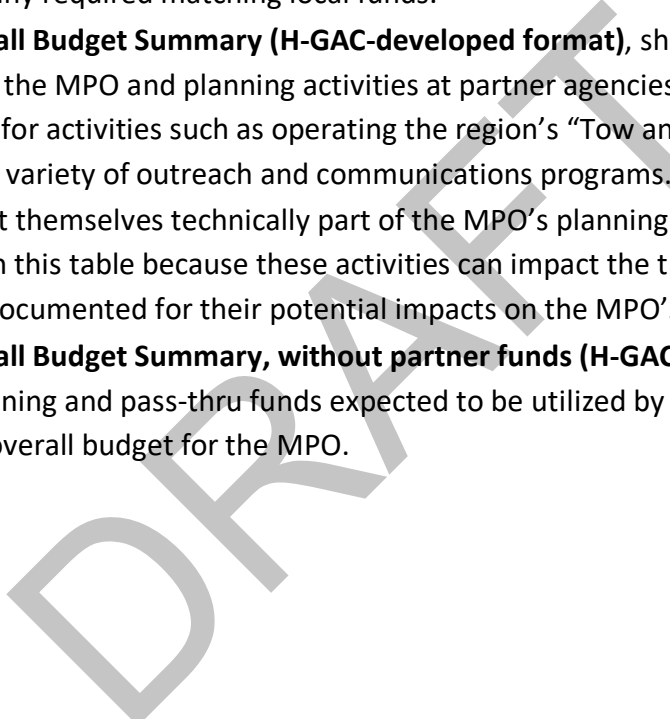 ny required matching local funds.
all Budget Summary (H-GAC-developed format), sh
the MPO and planning activities at partner agencies
for activities such as operating the region's “Tow an
variety of outreach and communications programs.
t themselves technically part of the MPO's planning
n this table because these activities can impact the t
ocumented for their potential impacts on the MPO'
all Budget Summary, without partner funds (H-GAC
ning and pass-thru funds expected to be utilized by
overall budget for the MPO.
DRAFT